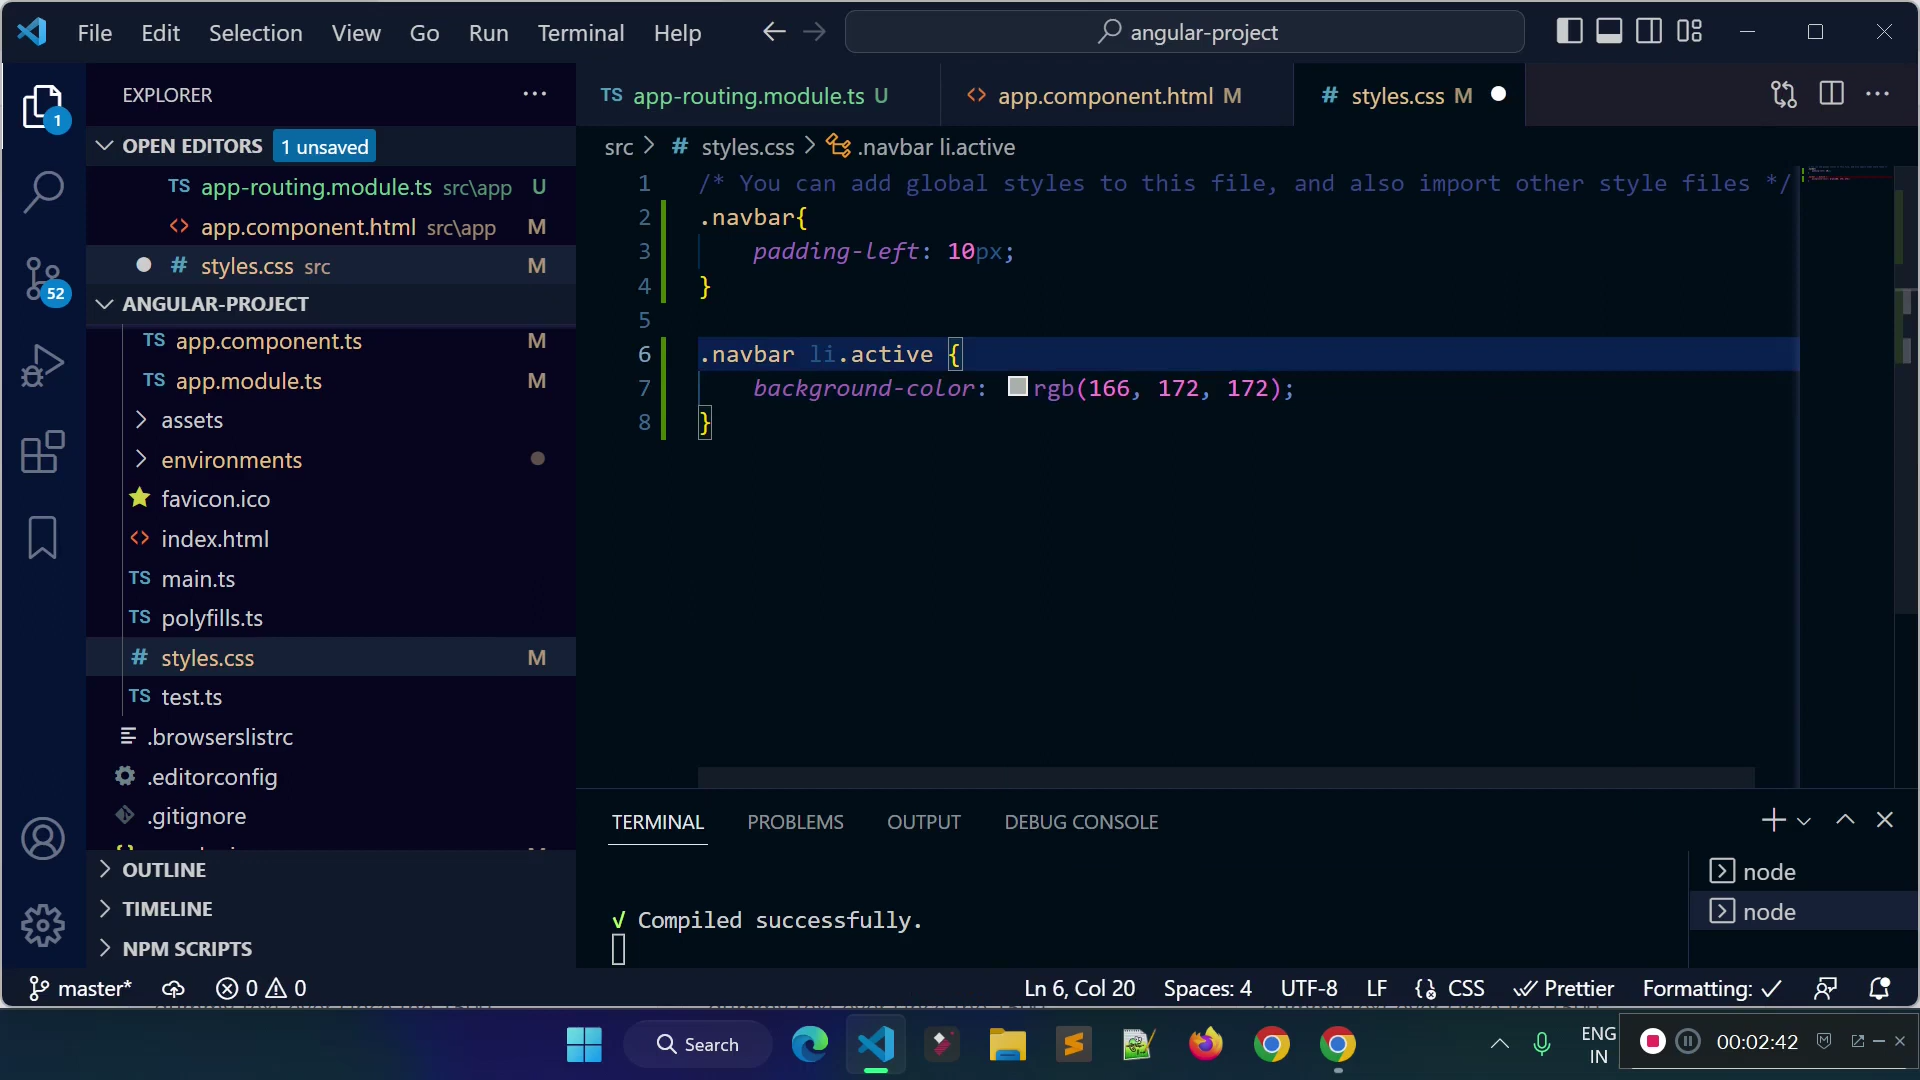 File Edit Selection View Go Run Terminal Help
angular-project
EXPLORER
OPEN EDITORS 1 unsaved
TS app-routing.module.ts src\app U
<> app.component.html src\app M
# styles.css src M
ANGULAR-PROJECT
TS app.component.ts M
TS app.module.ts M
assets
environments
favicon.ico
<> index.html
TS main.ts
TS polyfills.ts
# styles.css M
TS test.ts
.browserslistrc
.editorconfig
.gitignore
OUTLINE
TIMELINE
NPM SCRIPTS
1
52
TS app-routing.module.ts U
<> app.component.html M
# styles.css M
src > # styles.css > .navbar li.active
1 /* You can add global styles to this file, and also import other style files */
2 .navbar{
3 padding-left: 10px;
4 }
5
6 .navbar li.active {
7 background-color: rgb(166, 172, 172);
8 }
TERMINAL PROBLEMS OUTPUT DEBUG CONSOLE
√ Compiled successfully.
node
node
master* 0 0 Ln 6, Col 20 Spaces: 4 UTF-8 LF {} CSS Prettier Formatting: ✓
Search
ENG
IN
00:02:42